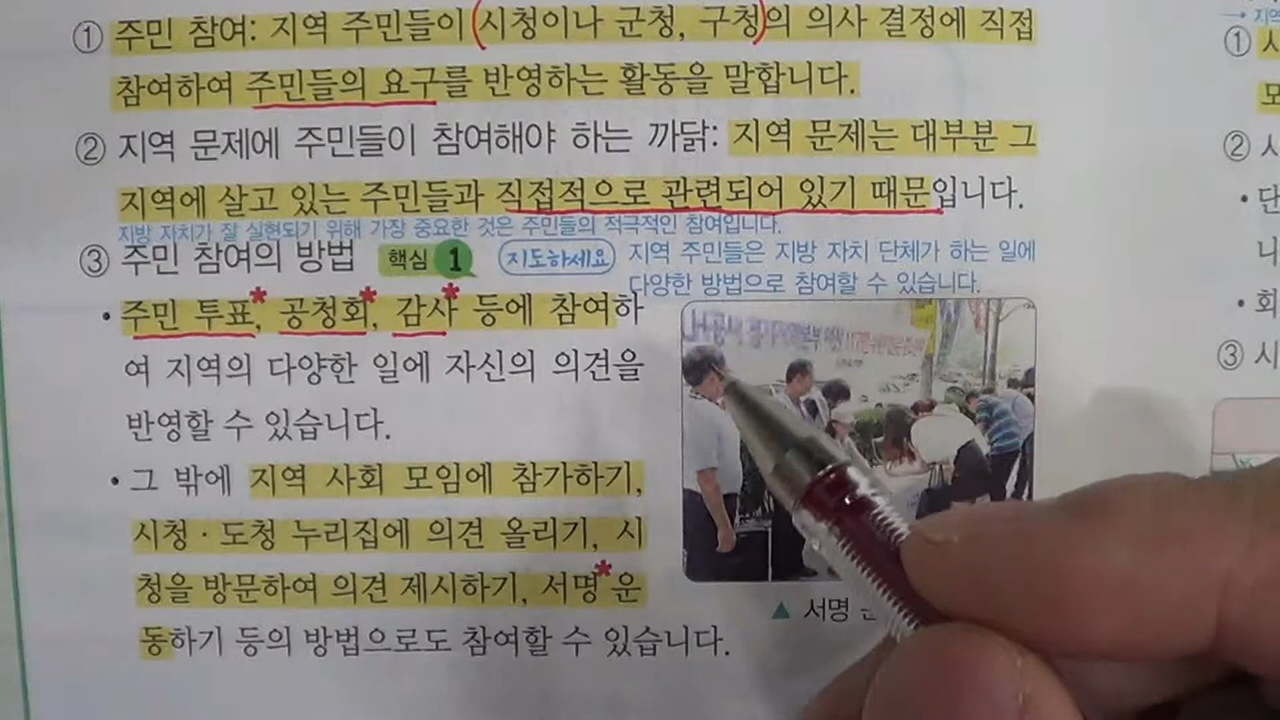 ① 주민 참여: 지역 주민들이 (시청이나 군청, 구청)의 의사 결정에 직접
참여하여 주민들의 요구를 반영하는 활동을 말합니다.
② 지역 문제에 주민들이 참여해야 하는 까닭: 지역 문제는 대부분 그
지역에 살고 있는 주민들과 직접적으로 관련되어 있기 때문입니다.
지방 자치가 잘 실현되기 위해 가장 중요한 것은 주민들의 적극적인 참여입니다.
③ 주민 참여의 방법 핵심 1 지도하세요 지역 주민들은 지방 자치 단체가 하는 일에
다양한 방법으로 참여할 수 있습니다.
• 주민 투표*, 공청회*, 감사* 등에 참여하
여 지역의 다양한 일에 자신의 의견을
반영할 수 있습니다.
• 그 밖에 지역 사회 모임에 참가하기,
시청·도청 누리집에 의견 올리기, 시
청을 방문하여 의견 제시하기, 서명* 운
동하기 등의 방법으로도 참여할 수 있습니다.
▲ 서명
→ 지역
①
②
• 단
니
• 회
③ 시